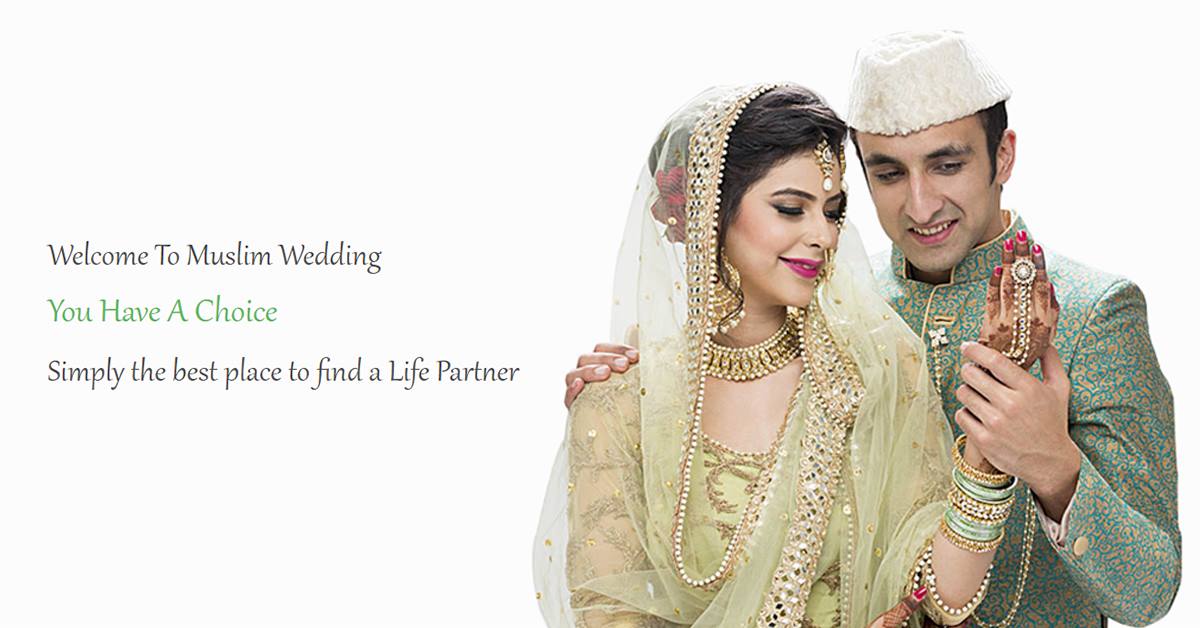 Welcome To Muslim Wedding
You Have A Choice
Simply the best place to find a Life Partner